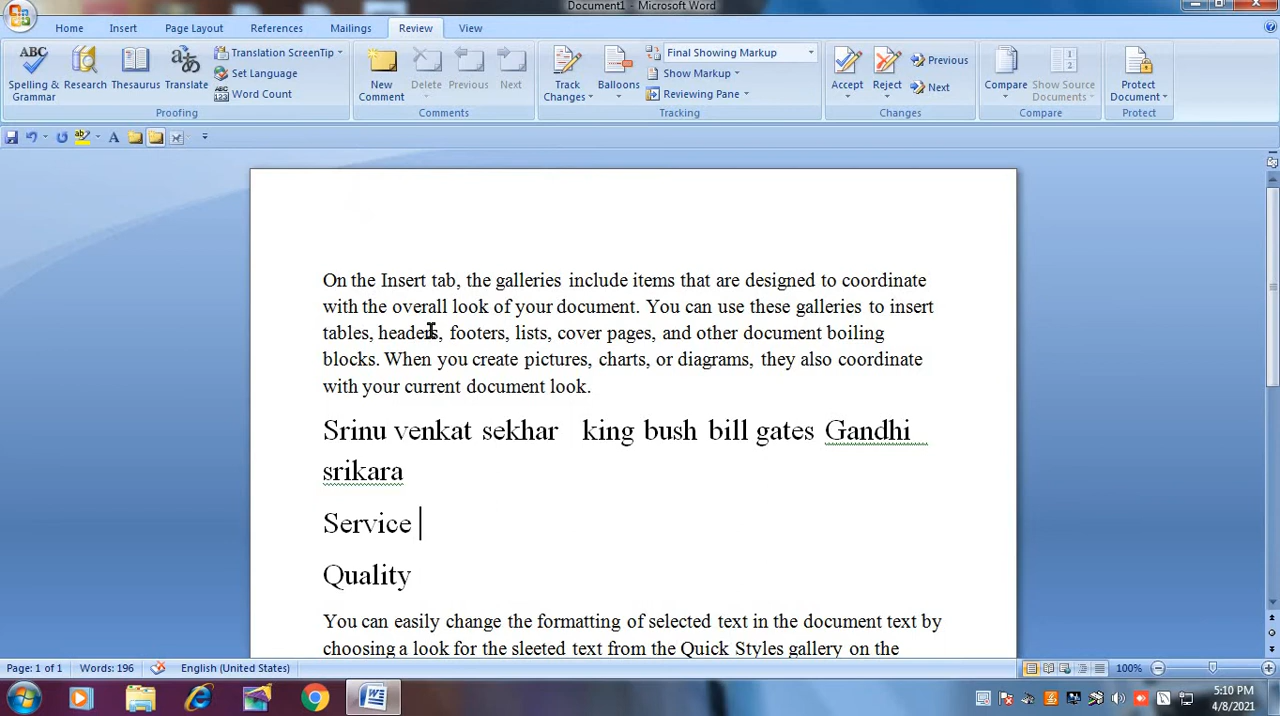 Document1 - Microsoft Word
Home Insert Page Layout References Mailings Review View
Spelling & Grammar Research Thesaurus Translate Translation ScreenTip Set Language Word Count
New Comment Delete Previous Next
Track Changes Balloons Final Showing Markup Show Markup Reviewing Pane
Accept Reject Previous Next
Compare Show Source Documents
Protect Document
Proofing Comments Tracking Changes Compare Protect
On the Insert tab, the galleries include items that are designed to coordinate
with the overall look of your document. You can use these galleries to insert
tables, headers, footers, lists, cover pages, and other document boiling
blocks. When you create pictures, charts, or diagrams, they also coordinate
with your current document look.
Srinu venkat sekhar king bush bill gates Gandhi
srikara
Service
Quality
You can easily change the formatting of selected text in the document text by
choosing a look for the sleeted text from the Quick Styles gallery on the
Page: 1 of 1 Words: 196 English (United States) 100%
5:10 PM
4/8/2021